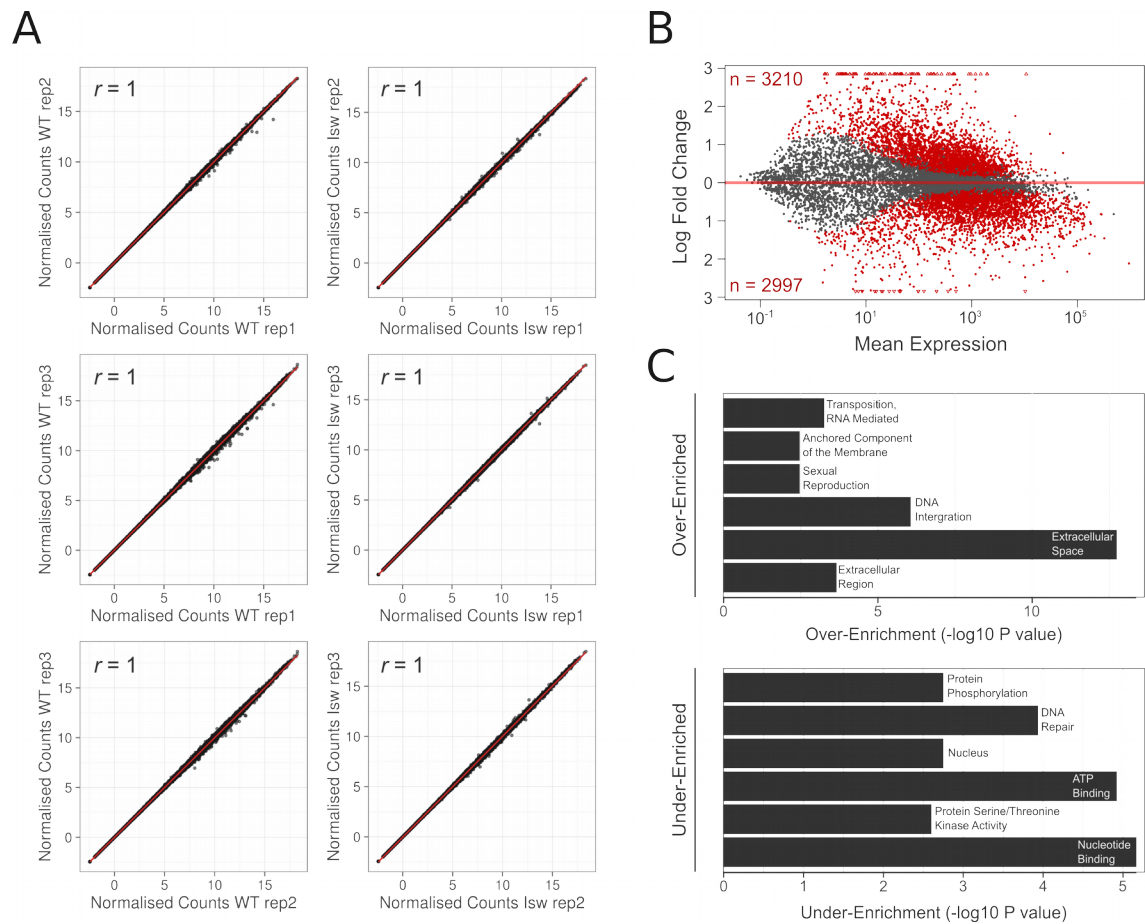 A
r = 1
Normalised Counts WT rep2
15
10
5
0
0 5 10 15
Normalised Counts WT rep1
r = 1
Normalised Counts Isw rep2
15
10
5
0
0 5 10 15
Normalised Counts Isw rep1
r = 1
Normalised Counts WT rep3
15
10
5
0
0 5 10 15
Normalised Counts WT rep1
r = 1
Normalised Counts Isw rep3
15
10
5
0
0 5 10 15
Normalised Counts Isw rep1
r = 1
Normalised Counts WT rep3
15
10
5
0
0 5 10 15
Normalised Counts WT rep2
r = 1
Normalised Counts Isw rep3
15
10
5
0
0 5 10 15
Normalised Counts Isw rep2
B
Log Fold Change
3
2
1
0
1
2
3
n = 3210
n = 2997
10-1 101 103 105
Mean Expression
C
Over-Enriched
Transposition,
RNA Mediated
Anchored Component
of the Membrane
Sexual
Reproduction
DNA
Intergration
Extracellular
Space
Extracellular
Region
0 5 10
Over-Enrichment (-log10 P value)
Under-Enriched
Protein
Phosphorylation
DNA
Repair
Nucleus
ATP
Binding
Protein Serine/Threonine
Kinase Activity
Nucleotide
Binding
0 1 2 3 4 5
Under-Enrichment (-log10 P value)